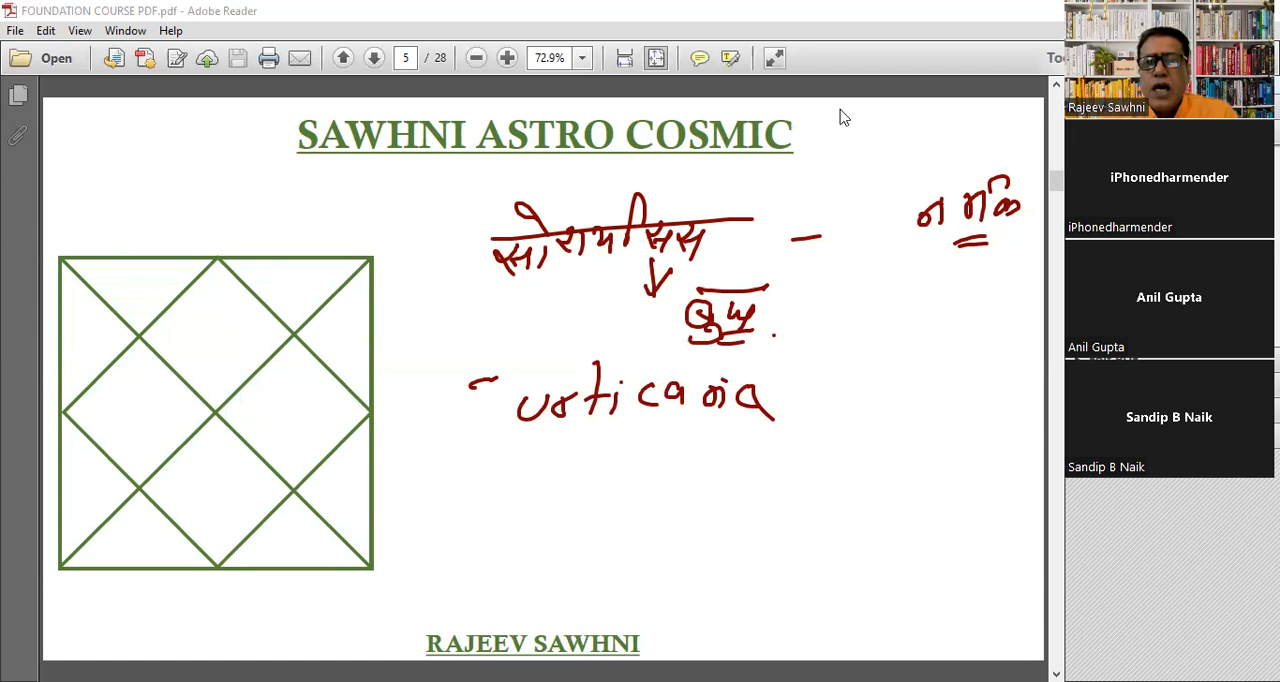 FOUNDATION COURSE PDF.pdf - Adobe Reader
File Edit View Window Help
Open 5 / 28 72.9% To
SAWHNI ASTRO COSMIC
सोरायसिस –
बुध
urticaria
RAJEEV SAWHNI
Rajeev Sawhni
iPhonedharmender
iPhonedharmender
Anil Gupta
Anil Gupta
Sandip B Naik
Sandip B Naik